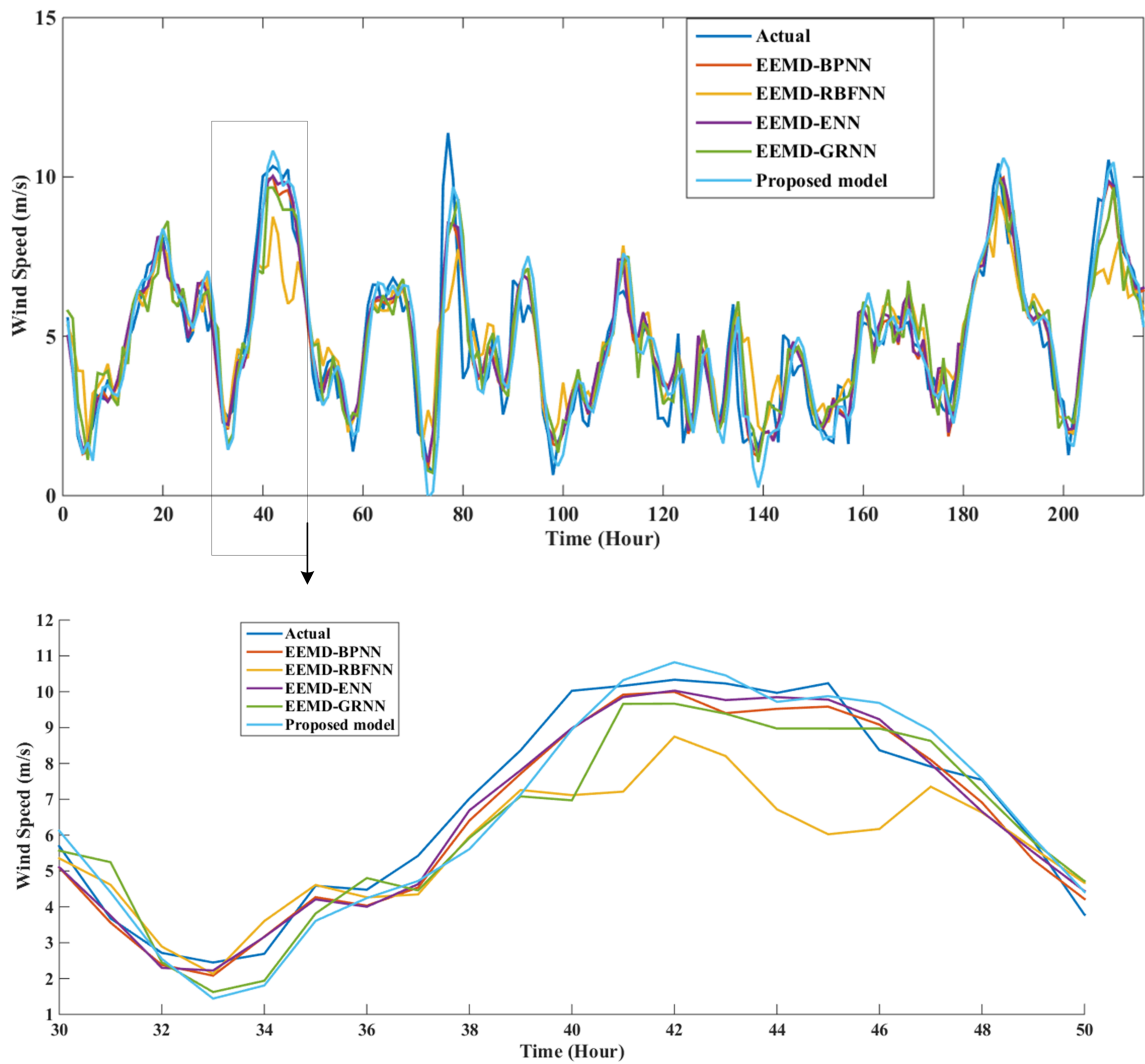 15
10
5
0
Wind Speed (m/s)
Actual
EEMD-BPNN
EEMD-RBFNN
EEMD-ENN
EEMD-GRNN
Proposed model
0 20 40 60 80 100 120 140 160 180 200
Time (Hour)
12
11
10
9
8
7
6
5
4
3
2
1
Wind Speed (m/s)
Actual
EEMD-BPNN
EEMD-RBFNN
EEMD-ENN
EEMD-GRNN
Proposed model
30 32 34 36 38 40 42 44 46 48 50
Time (Hour)